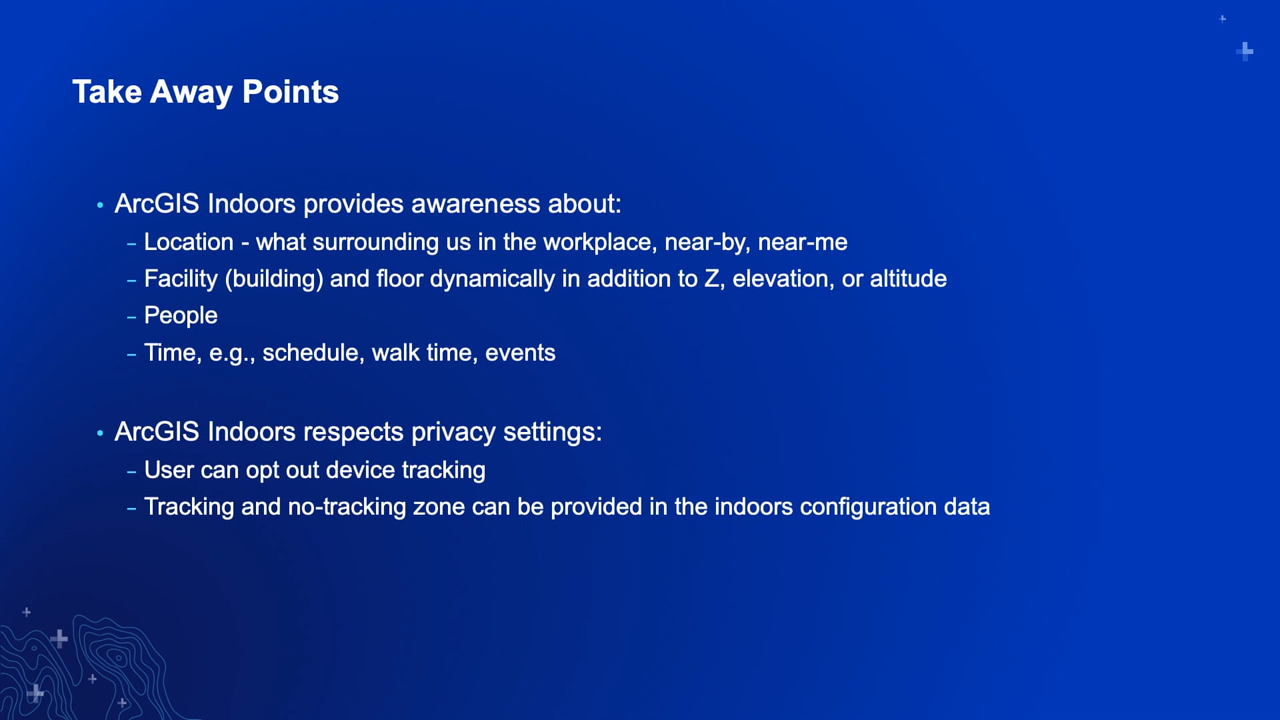 Take Away Points
• ArcGIS Indoors provides awareness about:
– Location - what surrounding us in the workplace, near-by, near-me
– Facility (building) and floor dynamically in addition to Z, elevation, or altitude
– People
– Time, e.g., schedule, walk time, events
• ArcGIS Indoors respects privacy settings:
– User can opt out device tracking
– Tracking and no-tracking zone can be provided in the indoors configuration data